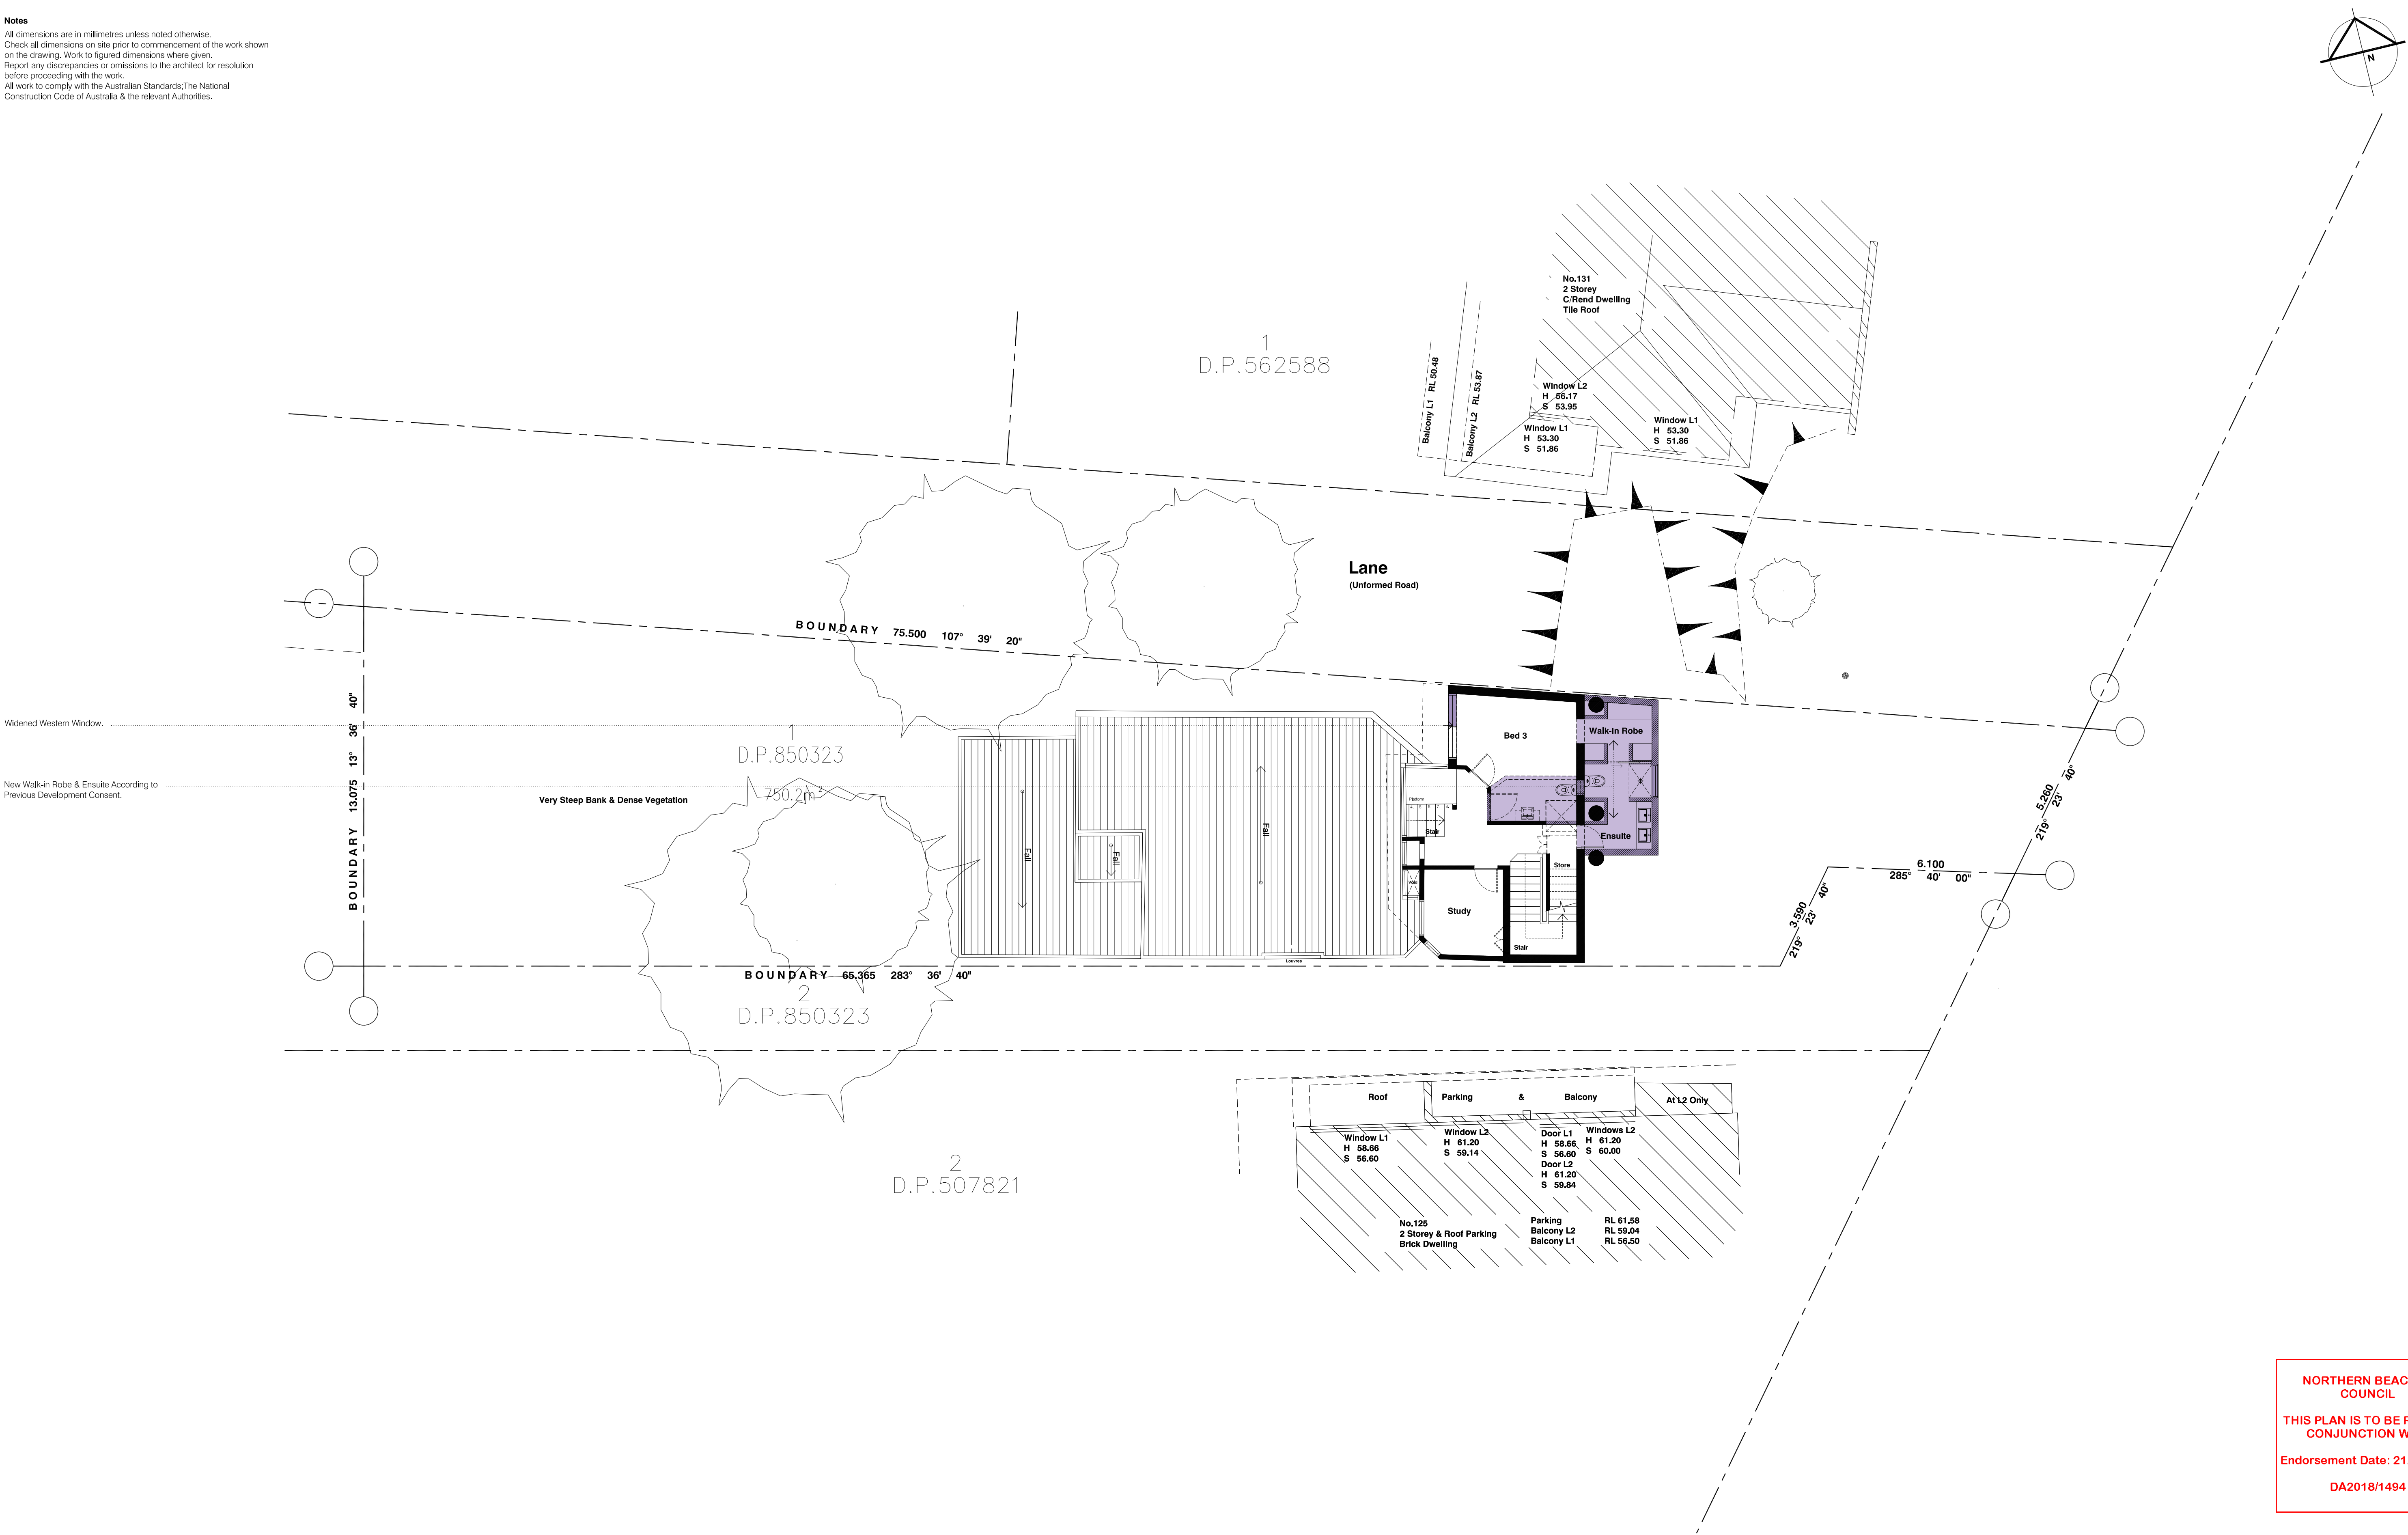 Notes
All dimensions are in millimetres unless noted otherwise.
Check all dimensions on site prior to commencement of the work shown
on the drawing. Work to figured dimensions where given.
Report any discrepancies or omissions to the architect for resolution
before proceeding with the work.
All work to comply with the Australian Standards;The National
Construction Code of Australia & the relevant Authorities.
N
No.131
2 Storey
C/Rend Dwelling
Tile Roof
1
D.P.562588
Balcony L1 RL 50.48
Balcony L2 RL 53.87
Window L2
H 56.17
S 53.95
Window L1
H 53.30
S 51.86
Window L1
H 53.30
S 51.86
Lane
(Unformed Road)
BOUNDARY 75.500 107° 39' 20"
BOUNDARY 13.075 13° 36' 40"
Widened Western Window.
New Walk-in Robe & Ensuite According to
Previous Development Consent.
1
D.P.850323
750.2m²
Very Steep Bank & Dense Vegetation
Fall
Fall
Fall
Bed 3
Walk-In Robe
Platform
Stair
Ensuite
Store
Void
Study
Stair
Louvres
5.260
219° 23' 40"
6.100
285° 40' 00"
3.590
219° 23' 40"
BOUNDARY 65.365 283° 36' 40"
2
D.P.850323
Roof Parking & Balcony
At L2 Only
Window L1
H 58.66
S 56.60
Window L2
H 61.20
S 59.14
Door L1
H 58.66
S 56.60
Door L2
H 61.20
S 59.84
Windows L2
H 61.20
S 60.00
2
D.P.507821
No.125
2 Storey & Roof Parking
Brick Dwelling
Parking RL 61.58
Balcony L2 RL 59.04
Balcony L1 RL 56.50
NORTHERN BEAC
COUNCIL
THIS PLAN IS TO BE
CONJUNCTION W
Endorsement Date: 21.
DA2018/1494